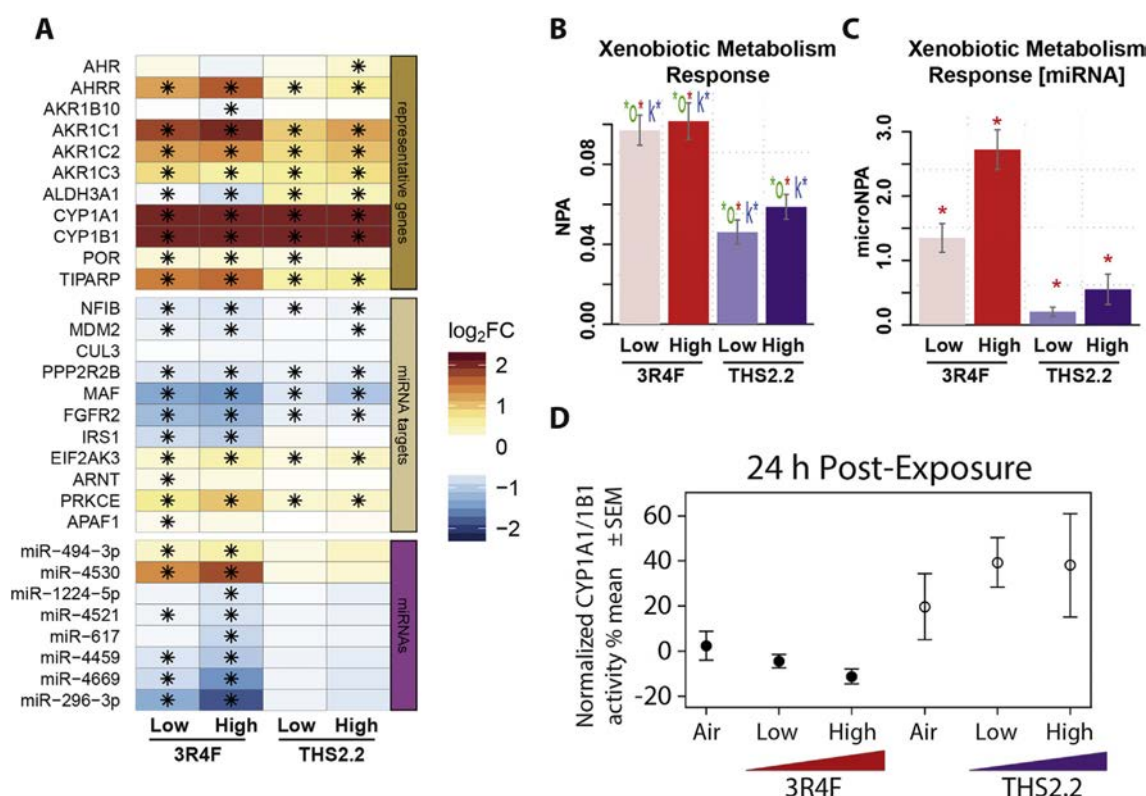 A
AHR
AHRR
AKR1B10
AKR1C1
AKR1C2
AKR1C3
ALDH3A1
CYP1A1
CYP1B1
POR
TIPARP
representative genes
NFIB
MDM2
CUL3
PPP2R2B
MAF
FGFR2
IRS1
EIF2AK3
ARNT
PRKCE
APAF1
miRNA targets
miR−494−3p
miR−4530
miR−1224−5p
miR−4521
miR−617
miR−4459
miR−4669
miR−296−3p
miRNAs
Low High Low High
3R4F THS2.2
log2FC
2
1
0
−1
−2
B
Xenobiotic Metabolism
Response
NPA
0.00 0.04 0.08
*O* K* *O* K* *O* K* *O* K*
Low High Low High
3R4F THS2.2
C
Xenobiotic Metabolism
Response [miRNA]
microNPA
0.0 1.0 2.0 3.0
* * * *
Low High Low High
3R4F THS2.2
D
24 h Post-Exposure
Normalized CYP1A1/1B1
activity % mean ± SEM
60
40
20
0
-20
Air Low High Air Low High
3R4F THS2.2